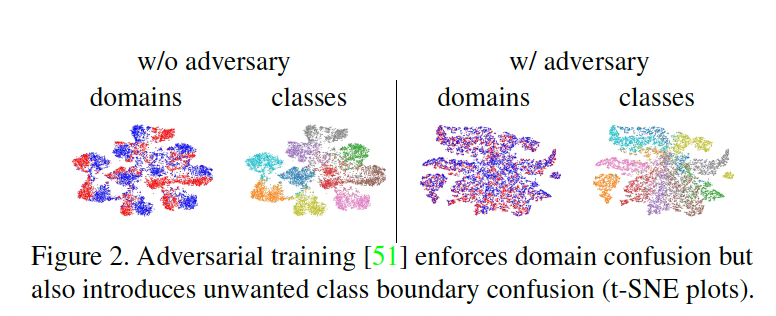 w/o adversary
w/ adversary
domains
classes
domains
classes
Figure 2. Adversarial training [51] enforces domain confusion but
also introduces unwanted class boundary confusion (t-SNE plots).